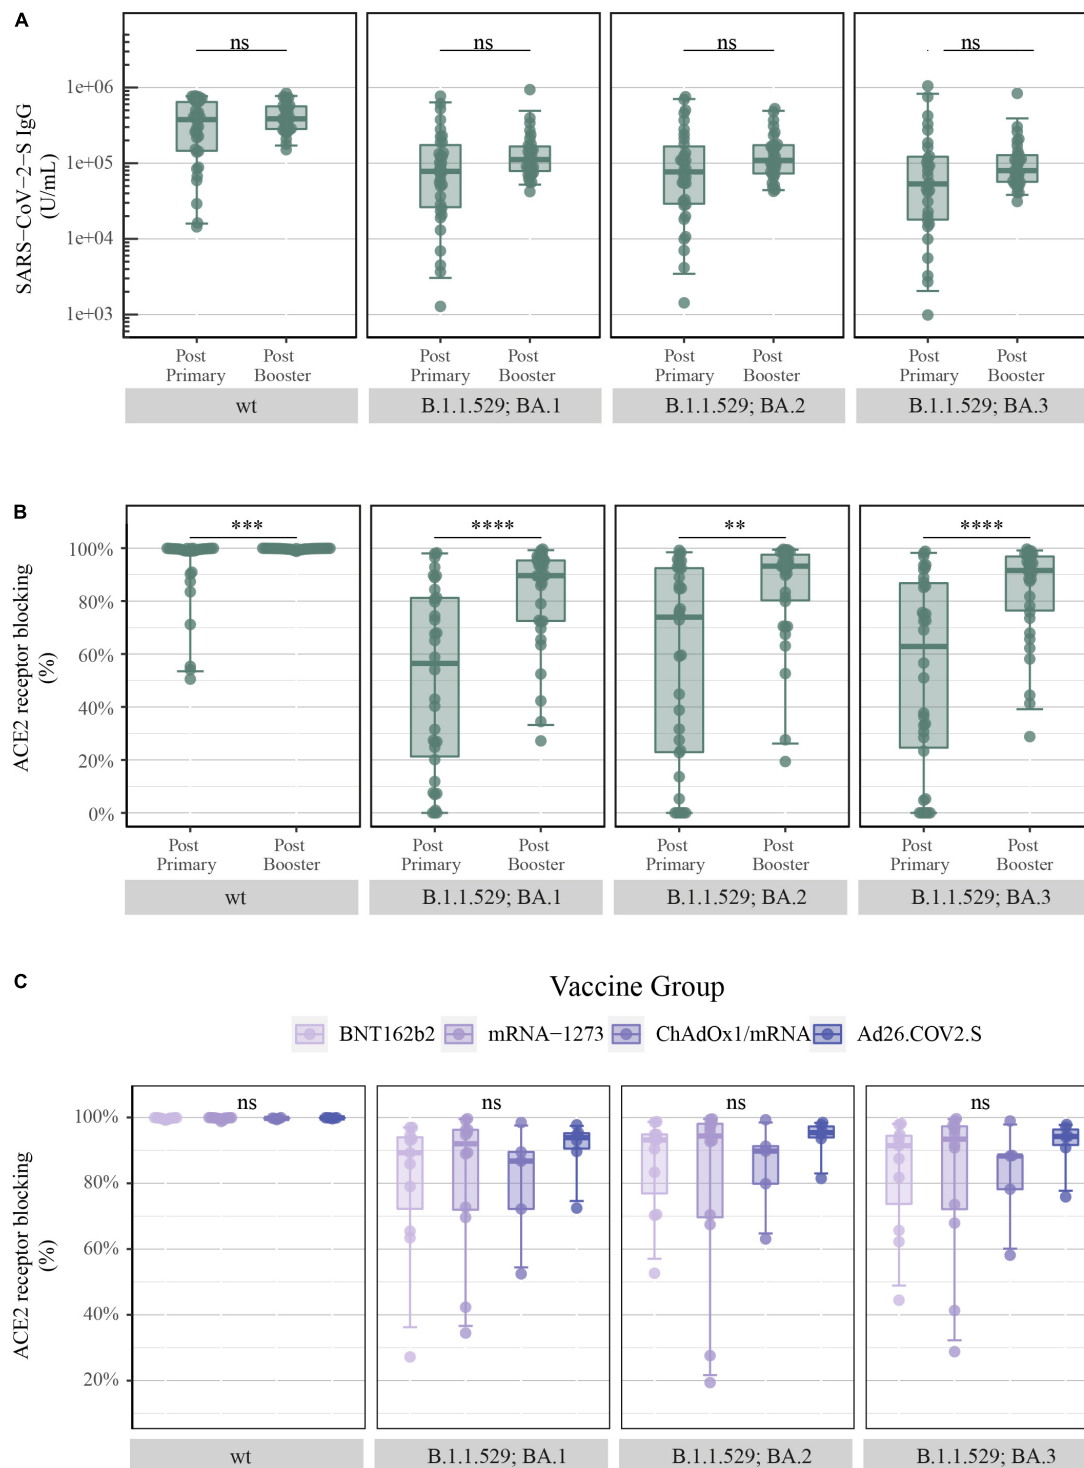 A
SARS−CoV−2−S IgG
(U/mL)
1e+06
1e+05
1e+04
1e+03
ns
ns
ns
ns
Post
Primary
Post
Booster
Post
Primary
Post
Booster
Post
Primary
Post
Booster
Post
Primary
Post
Booster
wt
B.1.1.529; BA.1
B.1.1.529; BA.2
B.1.1.529; BA.3
B
ACE2 receptor blocking
(%)
100%
80%
60%
40%
20%
0%
***
****
**
****
Post
Primary
Post
Booster
Post
Primary
Post
Booster
Post
Primary
Post
Booster
Post
Primary
Post
Booster
wt
B.1.1.529; BA.1
B.1.1.529; BA.2
B.1.1.529; BA.3
C
Vaccine Group
BNT162b2
mRNA−1273
ChAdOx1/mRNA
Ad26.COV2.S
ACE2 receptor blocking
(%)
100%
80%
60%
40%
20%
ns
ns
ns
ns
wt
B.1.1.529; BA.1
B.1.1.529; BA.2
B.1.1.529; BA.3